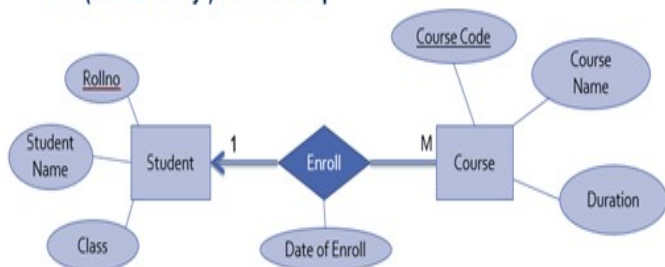 Course Code
Course
Name
Rollno
Student
Name
Student
1
Enroll
M
Course
Duration
Class
Date of Enroll